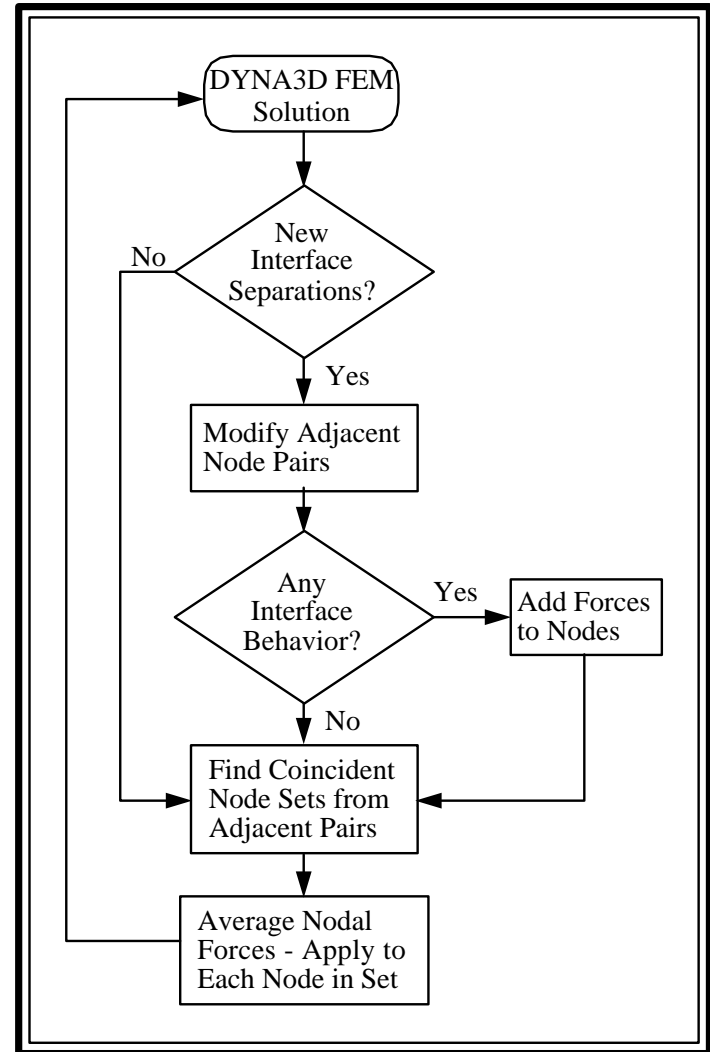 DYNA3D FEM
Solution
New
Interface
Separations?
No
Yes
Modify Adjacent
Node Pairs
Any
Interface
Behavior?
Yes
Add Forces
to Nodes
No
Find Coincident
Node Sets from
Adjacent Pairs
Average Nodal
Forces - Apply to
Each Node in Set